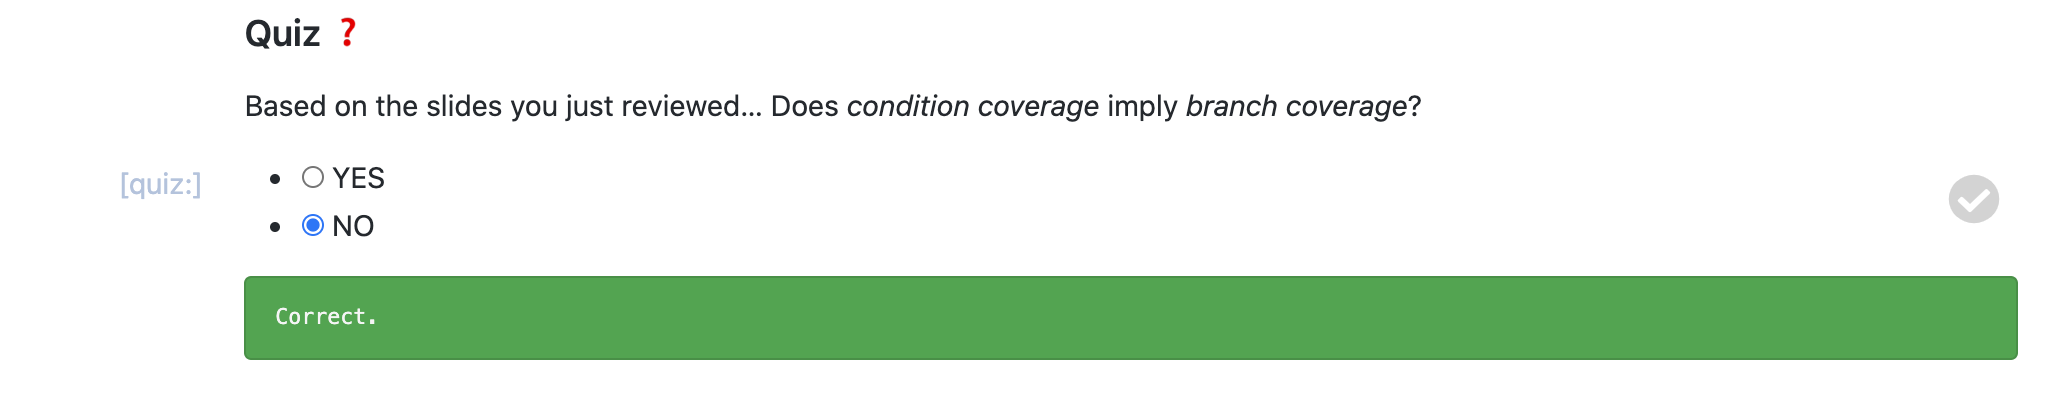 Quiz ❓
Based on the slides you just reviewed... Does condition coverage imply branch coverage?
[quiz:]
YES
NO
Correct.